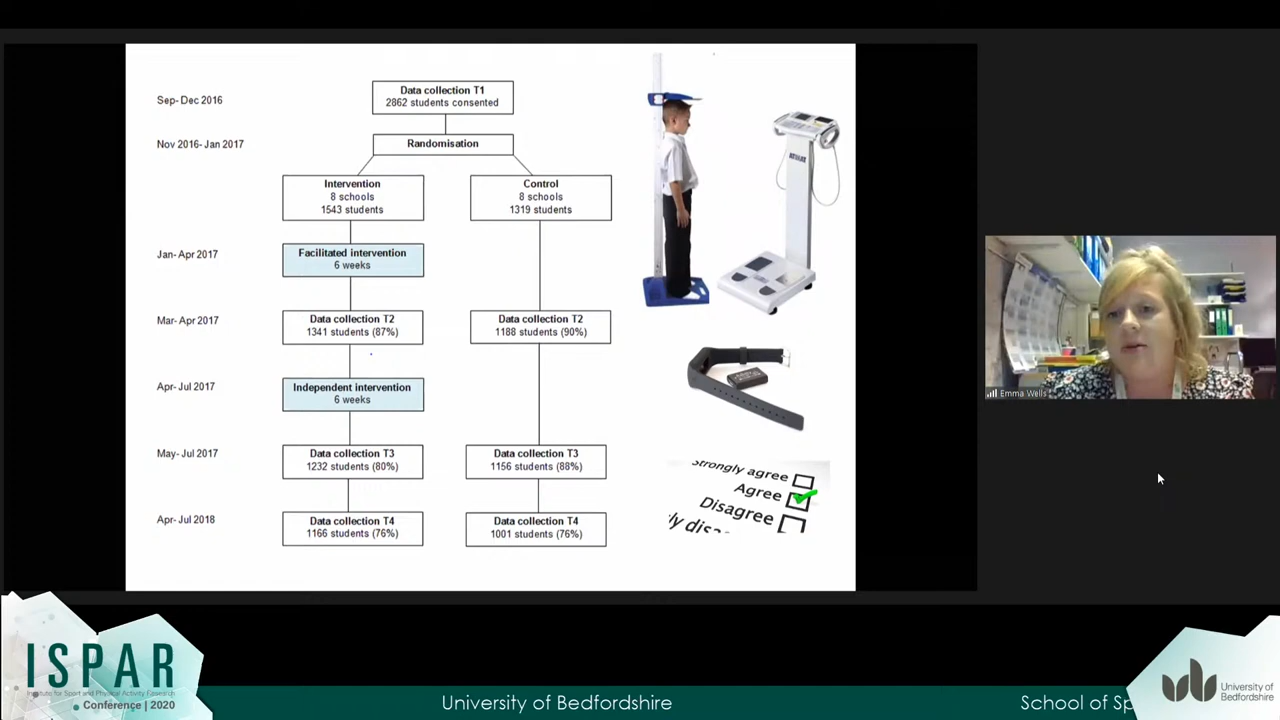 Sep- Dec 2016
Data collection T1
2862 students consented
Nov 2016- Jan 2017
Randomisation
Intervention
8 schools
1543 students
Control
8 schools
1319 students
Jan- Apr 2017
Facilitated intervention
6 weeks
Mar- Apr 2017
Data collection T2
1341 students (87%)
Data collection T2
1188 students (90%)
Apr- Jul 2017
Independent intervention
6 weeks
May- Jul 2017
Data collection T3
1232 students (80%)
Data collection T3
1156 students (88%)
Apr- Jul 2018
Data collection T4
1166 students (76%)
Data collection T4
1001 students (76%)
Strongly agree
Agree
Disagree
Emma Wells
ISPAR
Institute for Sport and Physical Activity Research
Conference | 2020
University of Bedfordshire
School of Sp
University of
Bedfordshire